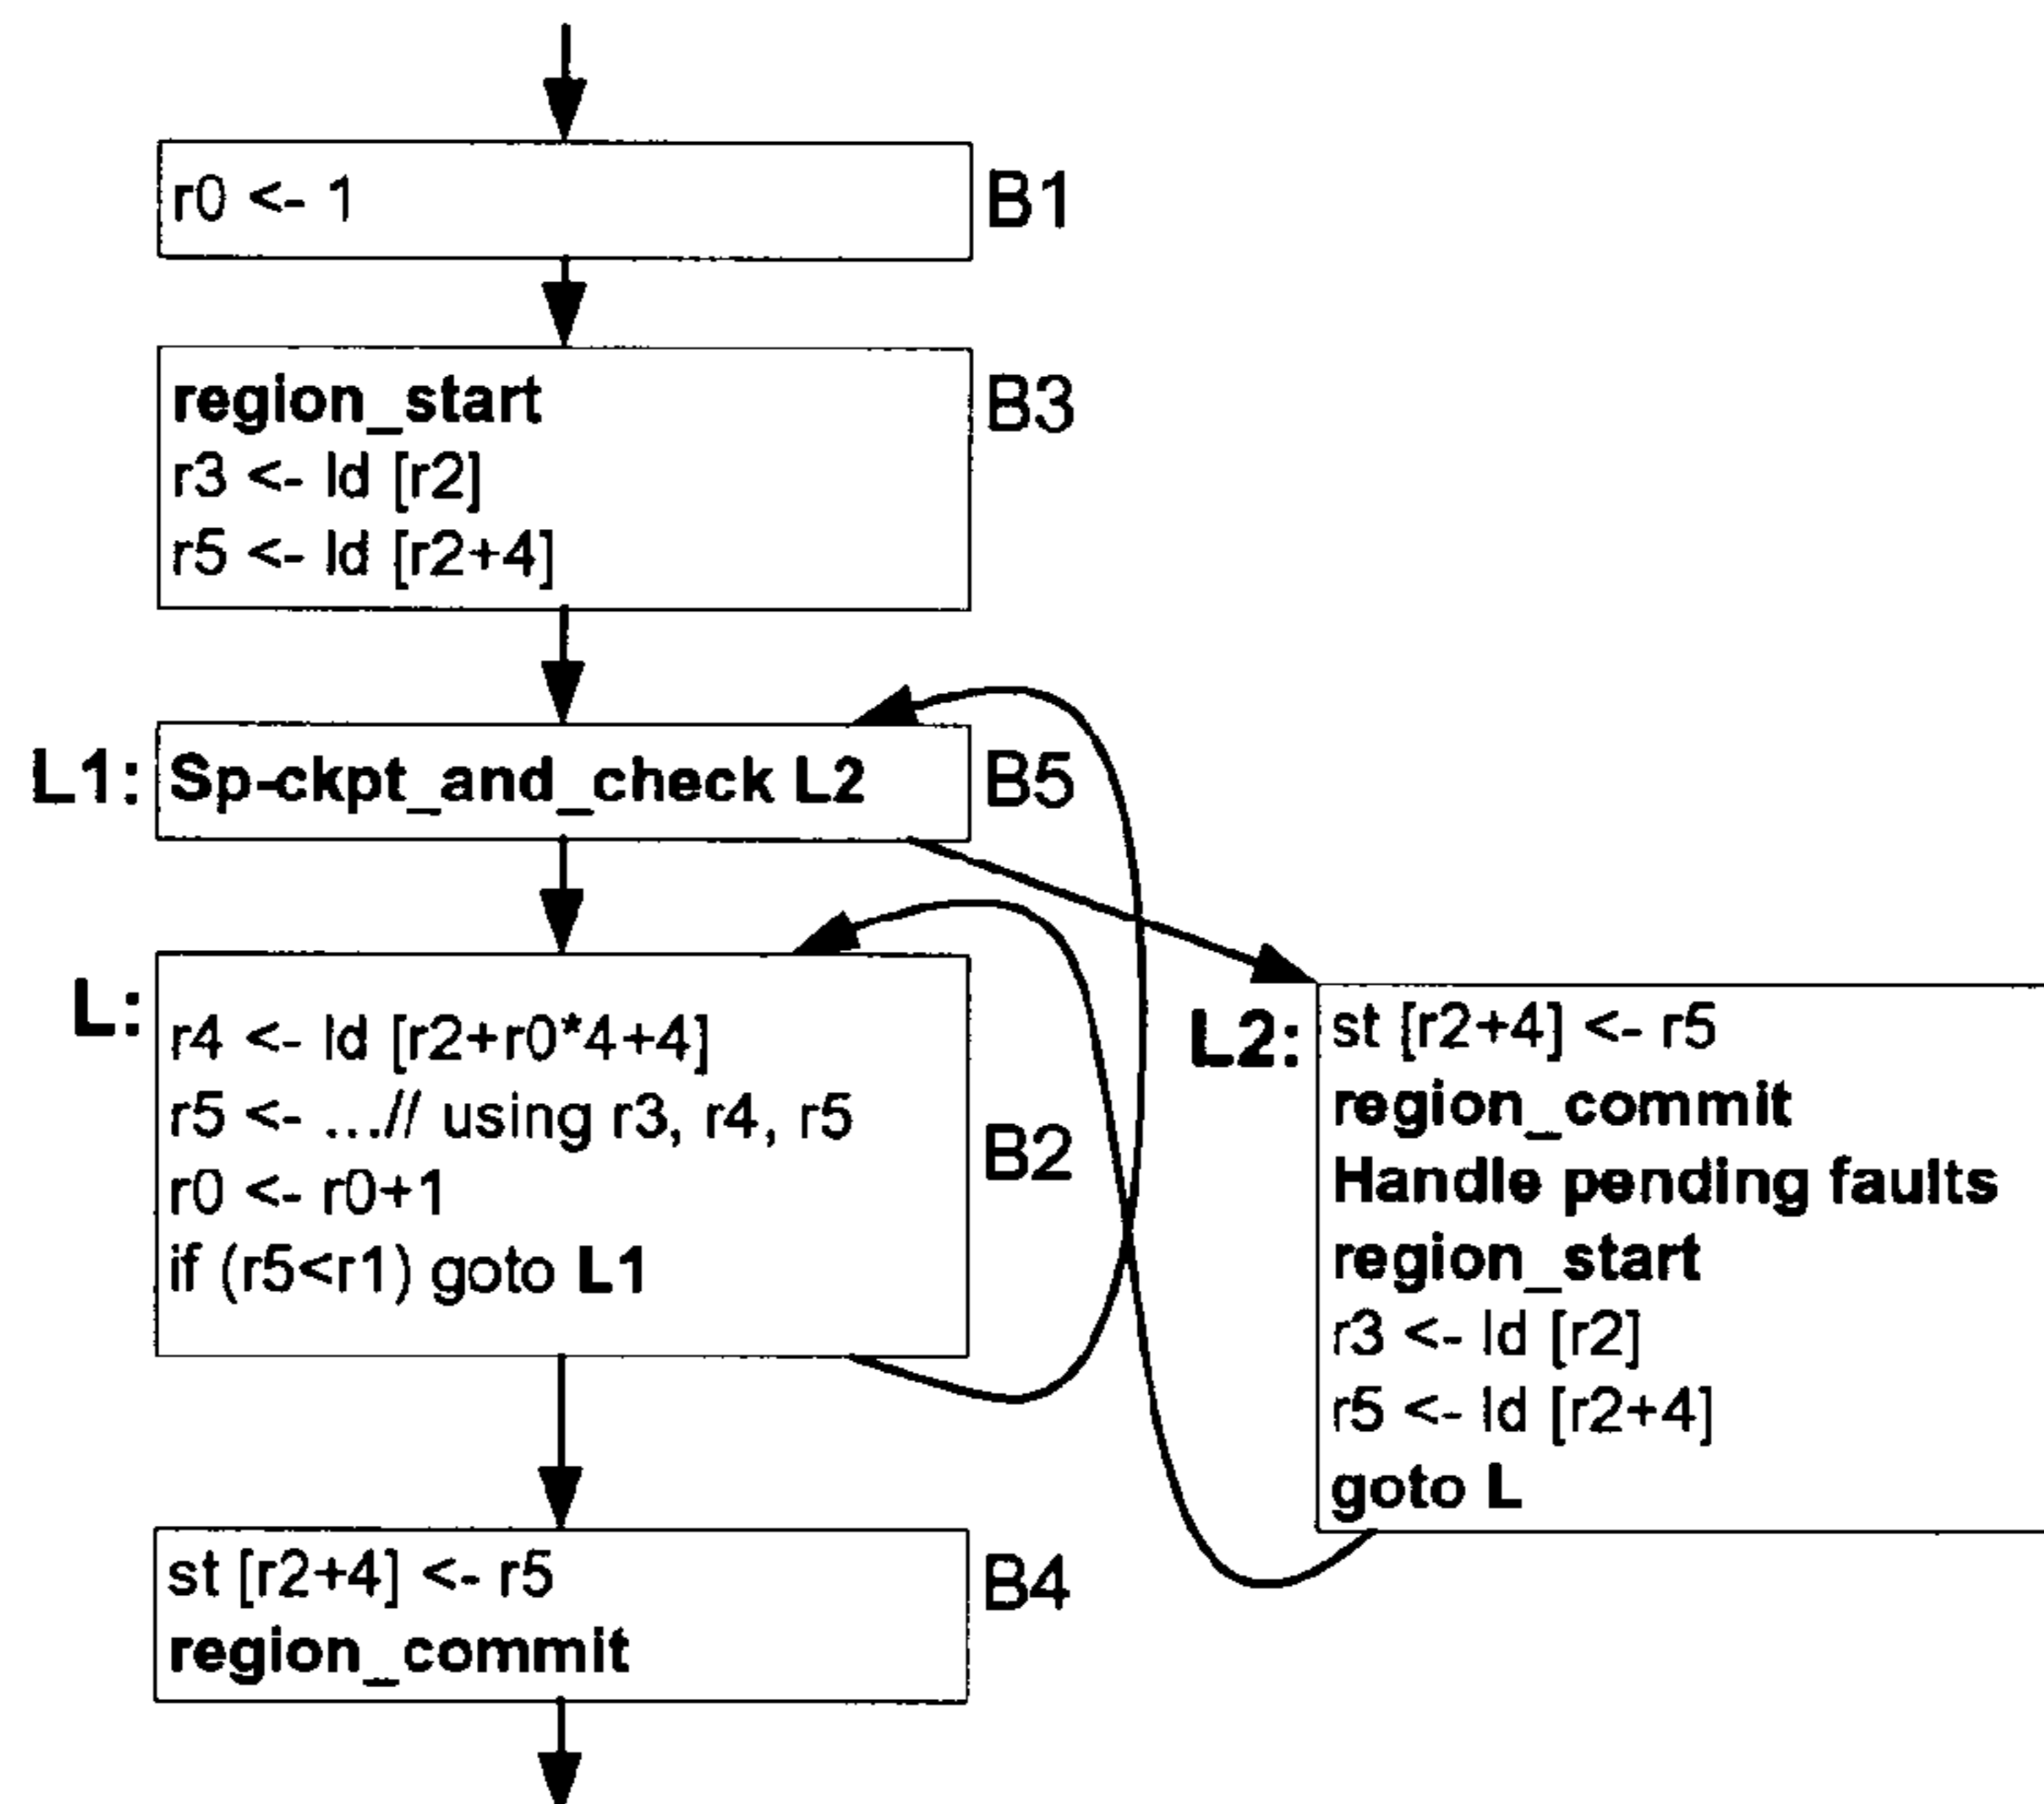 r0 <- 1
B1
region_start
r3 <- ld [r2]
r5 <- ld [r2+4]
B3
L1:
Sp-ckpt_and_check L2
B5
L:
r4 <- ld [r2+r0*4+4]
r5 <- ...// using r3, r4, r5
r0 <- r0+1
if (r5<r1) goto L1
B2
L2:
st [r2+4] <- r5
region_commit
Handle pending faults
region_start
r3 <- ld [r2]
r5 <- ld [r2+4]
goto L
st [r2+4] <- r5
region_commit
B4